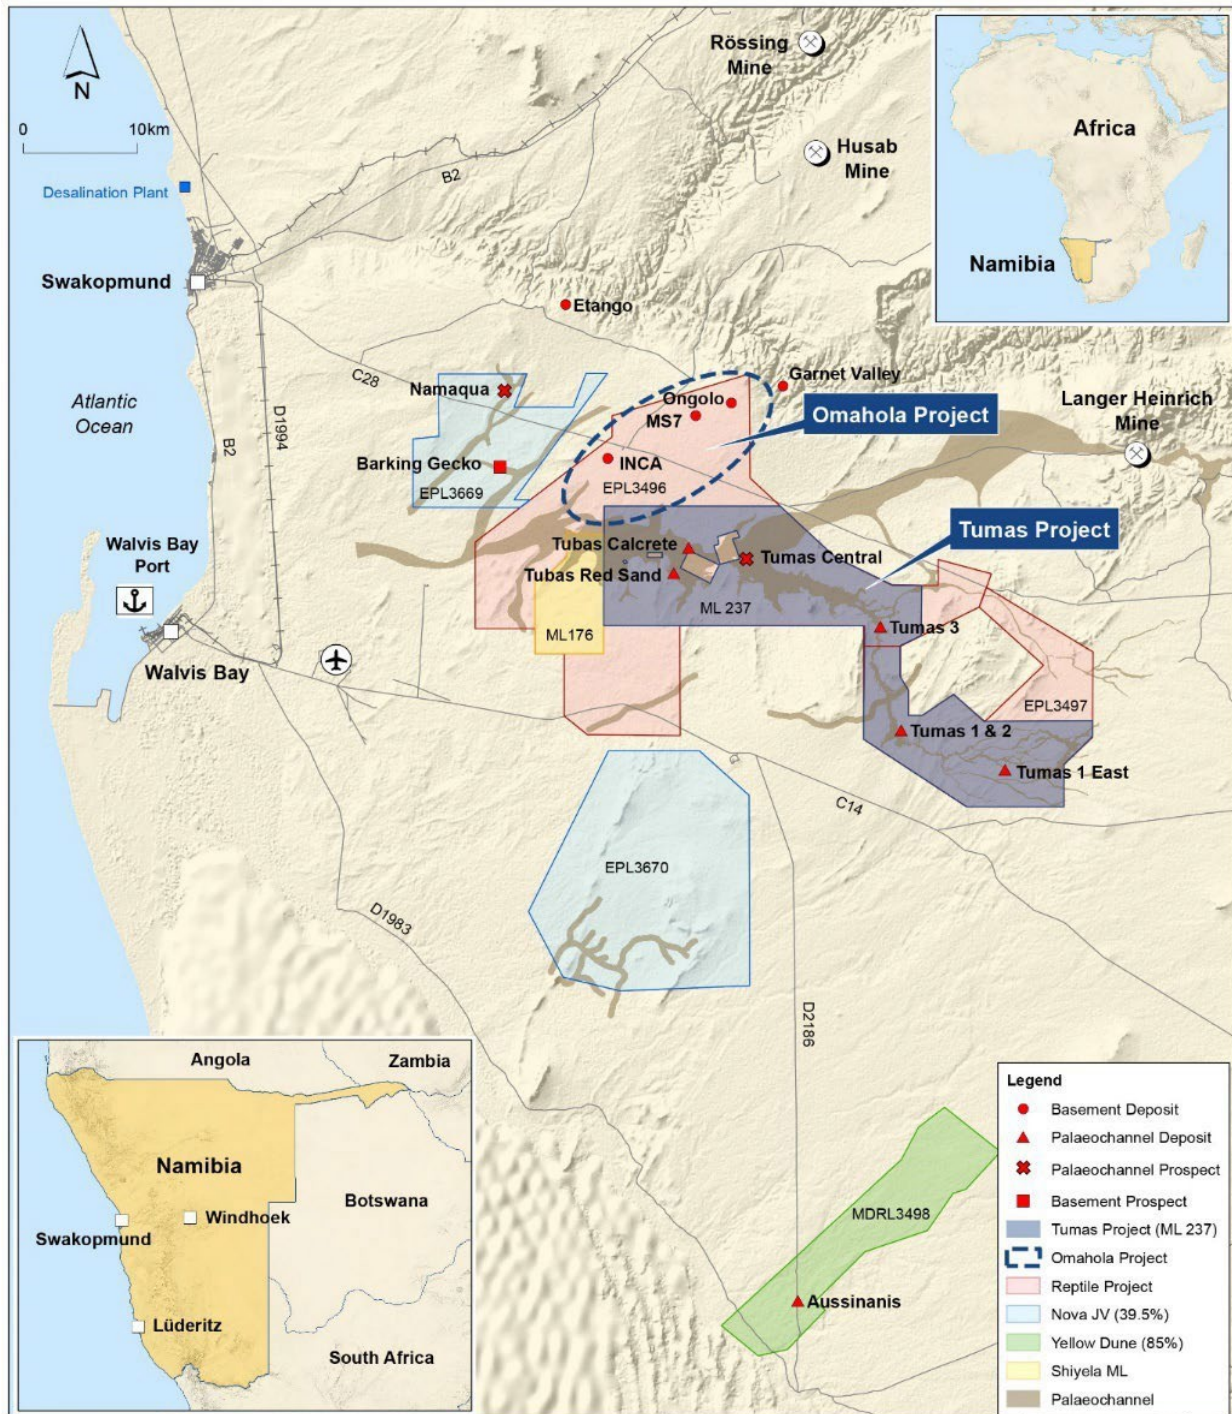 N
0 10km
Desalination Plant
Swakopmund
Atlantic
Ocean
B2
B2
D1994
C28
Rössing
Mine
Husab
Mine
Africa
Namibia
Etango
Namaqua
Garnet Valley
Ongolo
MS7
Omahola Project
Langer Heinrich
Mine
Barking Gecko
INCA
EPL3669
EPL3496
Tumas Project
Walvis Bay
Port
Tubas Calcrete
Tumas Central
Tubas Red Sand
ML 237
ML176
Tumas 3
Walvis Bay
EPL3497
Tumas 1 & 2
Tumas 1 East
C14
EPL3670
D1983
D2186
MDRL3498
Aussinanis
Angola
Zambia
Namibia
Botswana
Windhoek
Swakopmund
Lüderitz
South Africa
Legend
Basement Deposit
Palaeochannel Deposit
Palaeochannel Prospect
Basement Prospect
Tumas Project (ML 237)
Omahola Project
Reptile Project
Nova JV (39.5%)
Yellow Dune (85%)
Shiyela ML
Palaeochannel